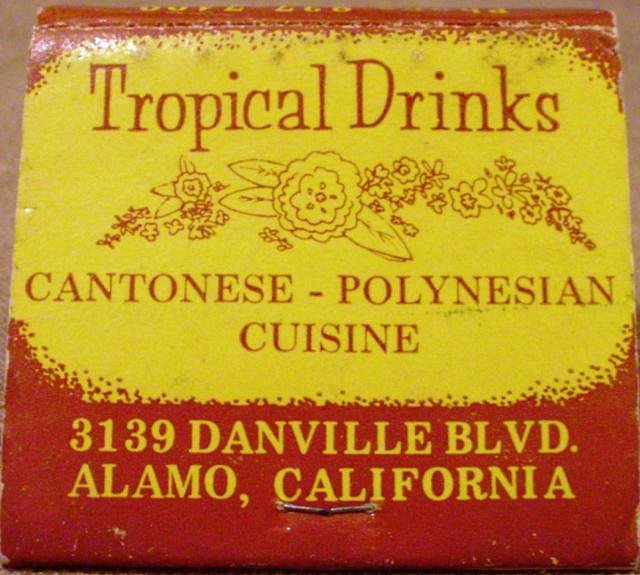 Tropical Drinks
CANTONESE - POLYNESIAN
CUISINE
3139 DANVILLE BLVD.
ALAMO, CALIFORNIA